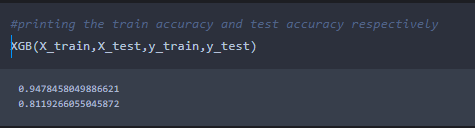 #printing the train accuracy and test accuracy respectively
XGB(X_train,X_test,y_train,y_test)
0.9478458049886621
0.8119266055045872